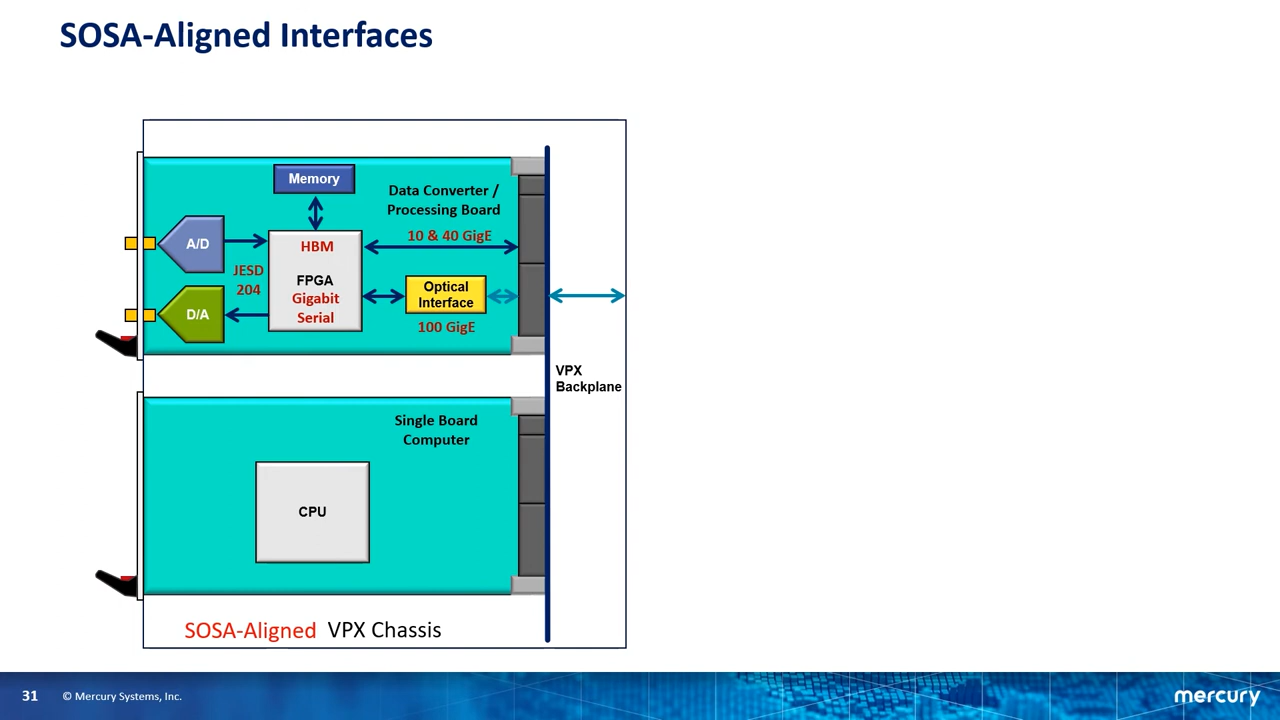 SOSA-Aligned Interfaces
Memory
Data Converter /
Processing Board
10 & 40 GigE
A/D
HBM
JESD
204
FPGA
Gigabit
Serial
Optical
Interface
100 GigE
D/A
VPX
Backplane
Single Board
Computer
CPU
SOSA-Aligned VPX Chassis
31 © Mercury Systems, Inc.
mercury